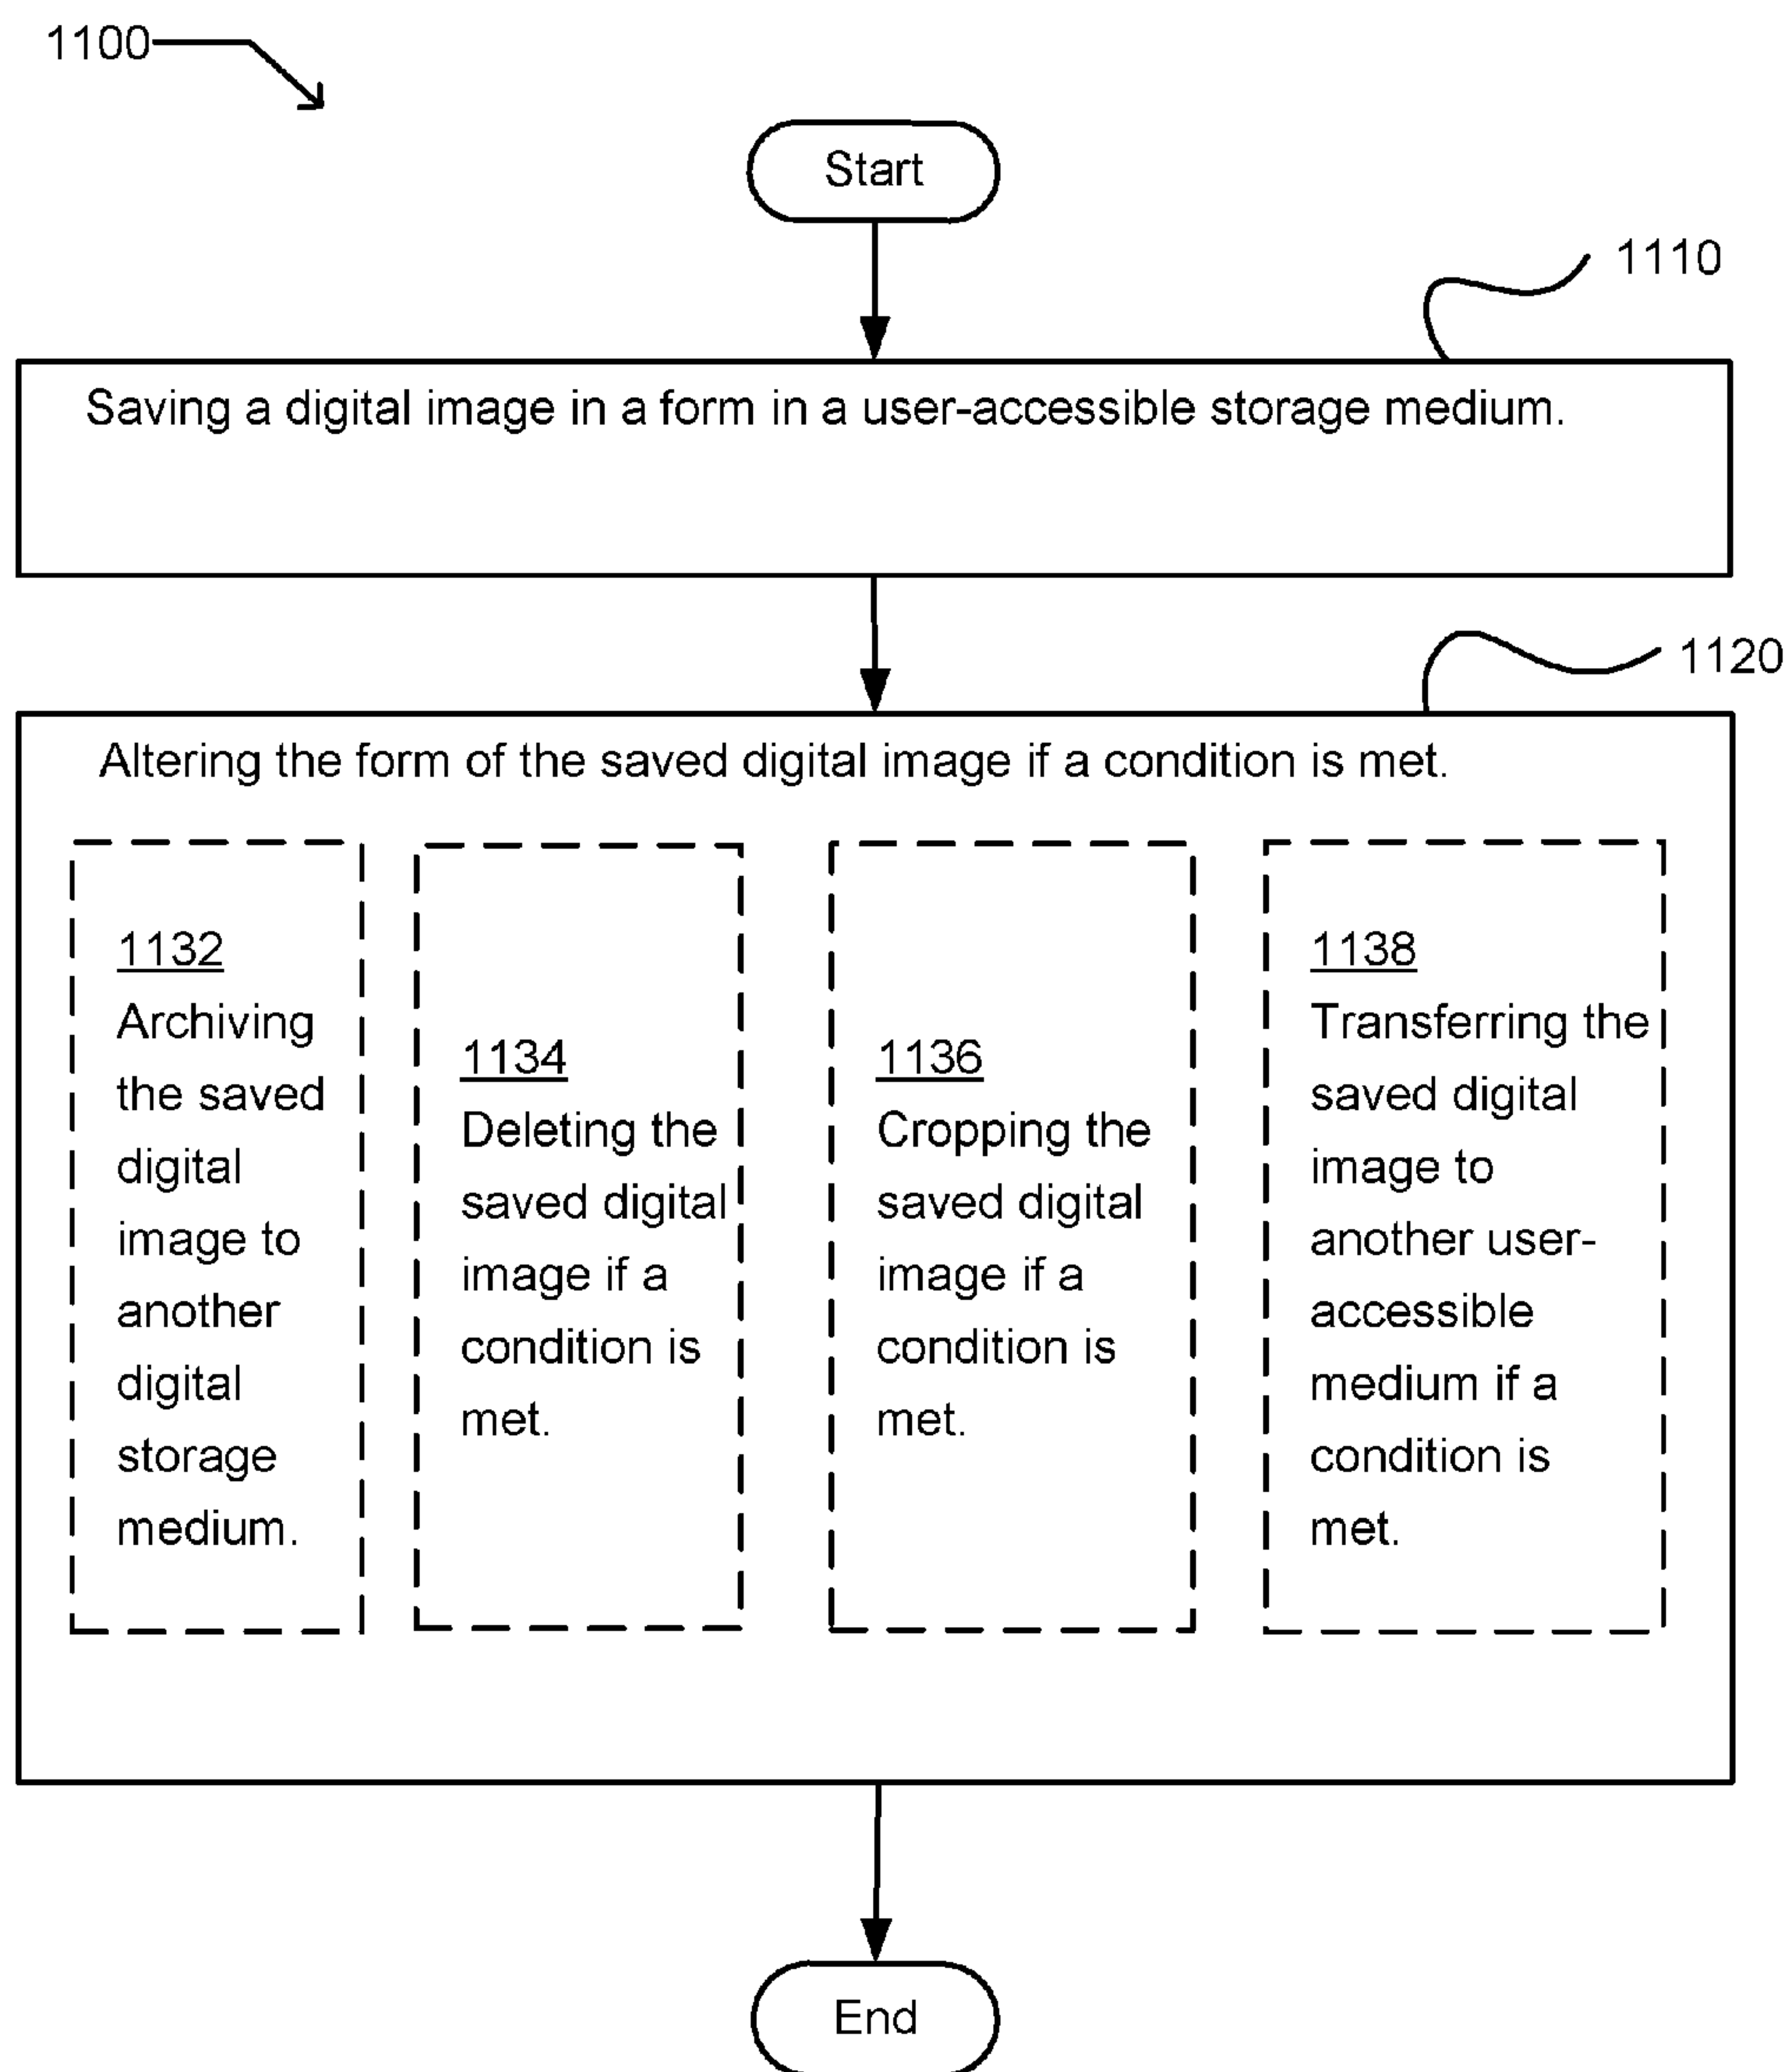 1100
Start
1110
Saving a digital image in a form in a user-accessible storage medium.
1120
Altering the form of the saved digital image if a condition is met.
1132
Archiving
the saved
digital
image to
another
digital
storage
medium.
1134
Deleting the
saved digital
image if a
condition is
met.
1136
Cropping the
saved digital
image if a
condition is
met.
1138
Transferring the
saved digital
image to
another user-
accessible
medium if a
condition is
met.
End